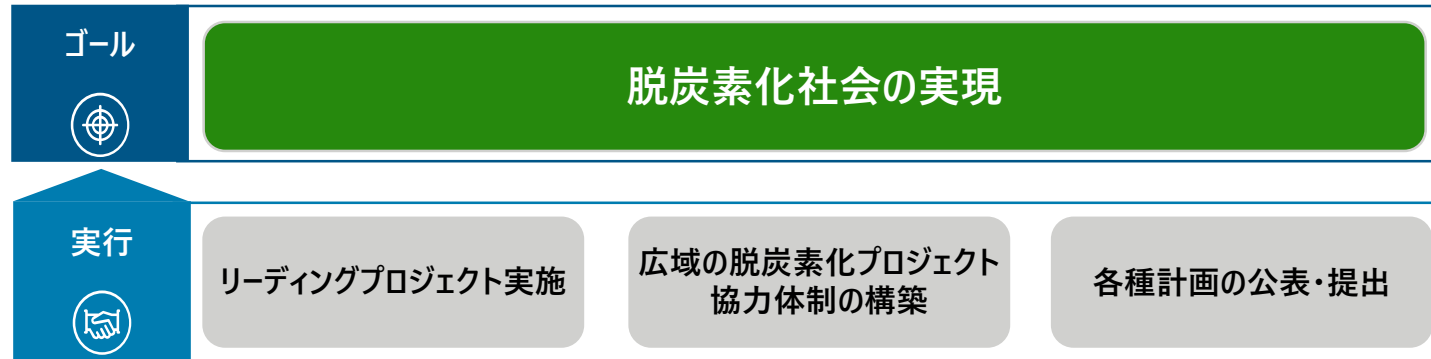 ゴール
脱炭素化社会の実現
実行
リーディングプロジェクト実施
広域の脱炭素化プロジェクト
協力体制の構築
各種計画の公表・提出